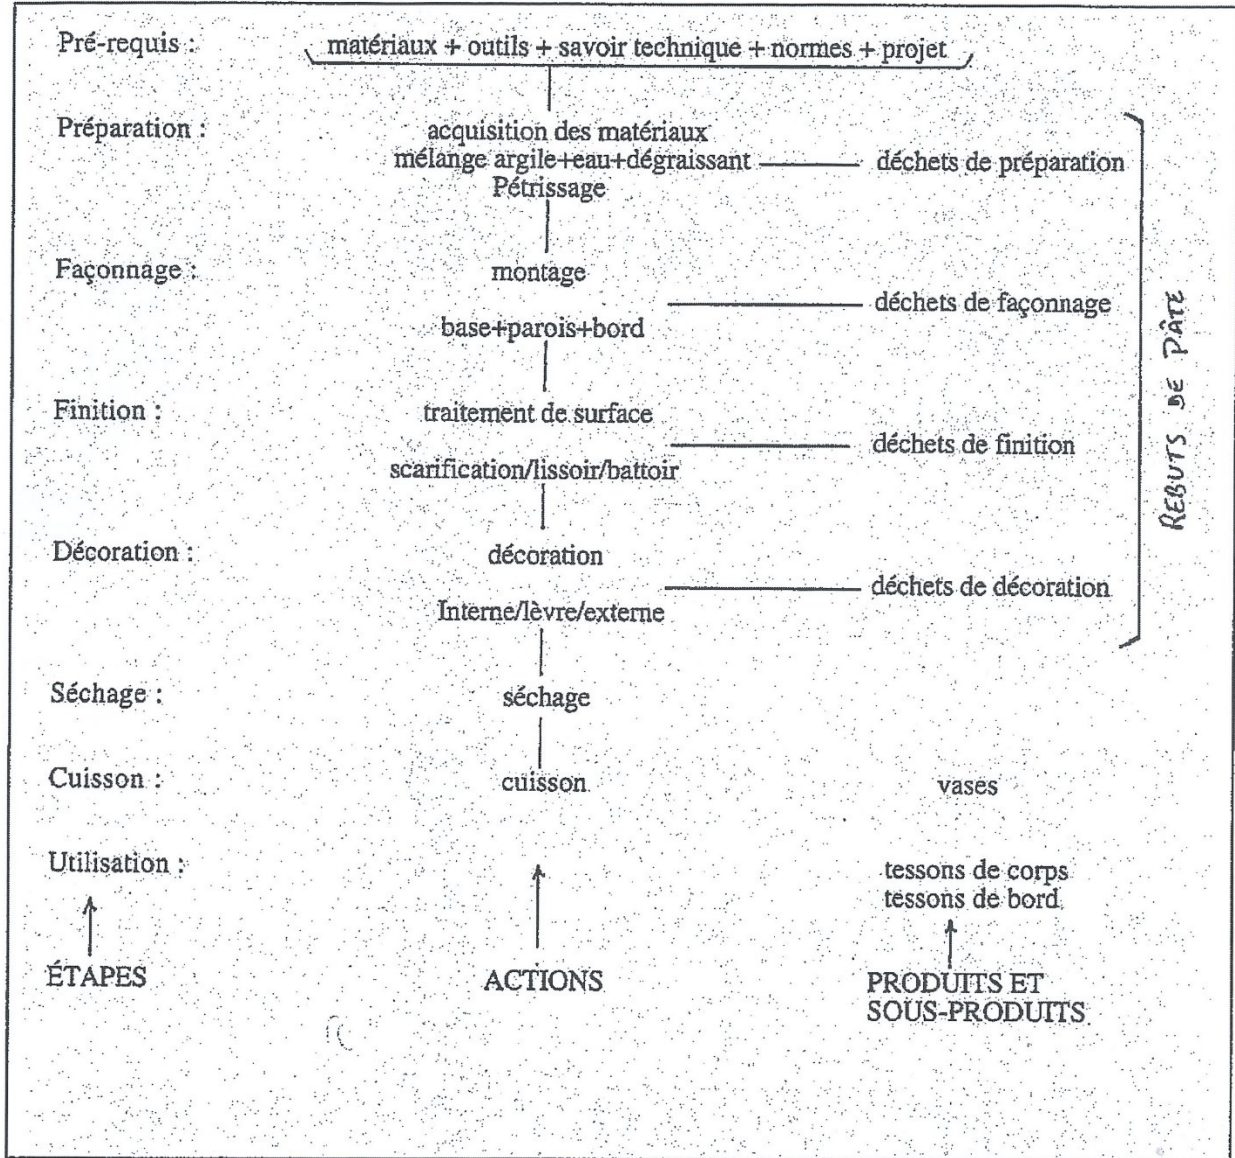 Pré-requis :
matériaux + outils + savoir technique + normes + projet
Préparation :
acquisition des matériaux
mélange argile+eau+dégraissant
déchets de préparation
Pétrissage
Façonnage :
montage
déchets de façonnage
base+parois+bord
Finition :
traitement de surface
déchets de finition
scarification/lissoir/battoir
Décoration :
décoration
déchets de décoration
Interne/lèvre/externe
REBUTS DE PÂTE
Séchage :
séchage
Cuisson :
cuisson
vases
Utilisation :
tessons de corps
tessons de bord
ÉTAPES
ACTIONS
PRODUITS ET
SOUS-PRODUITS